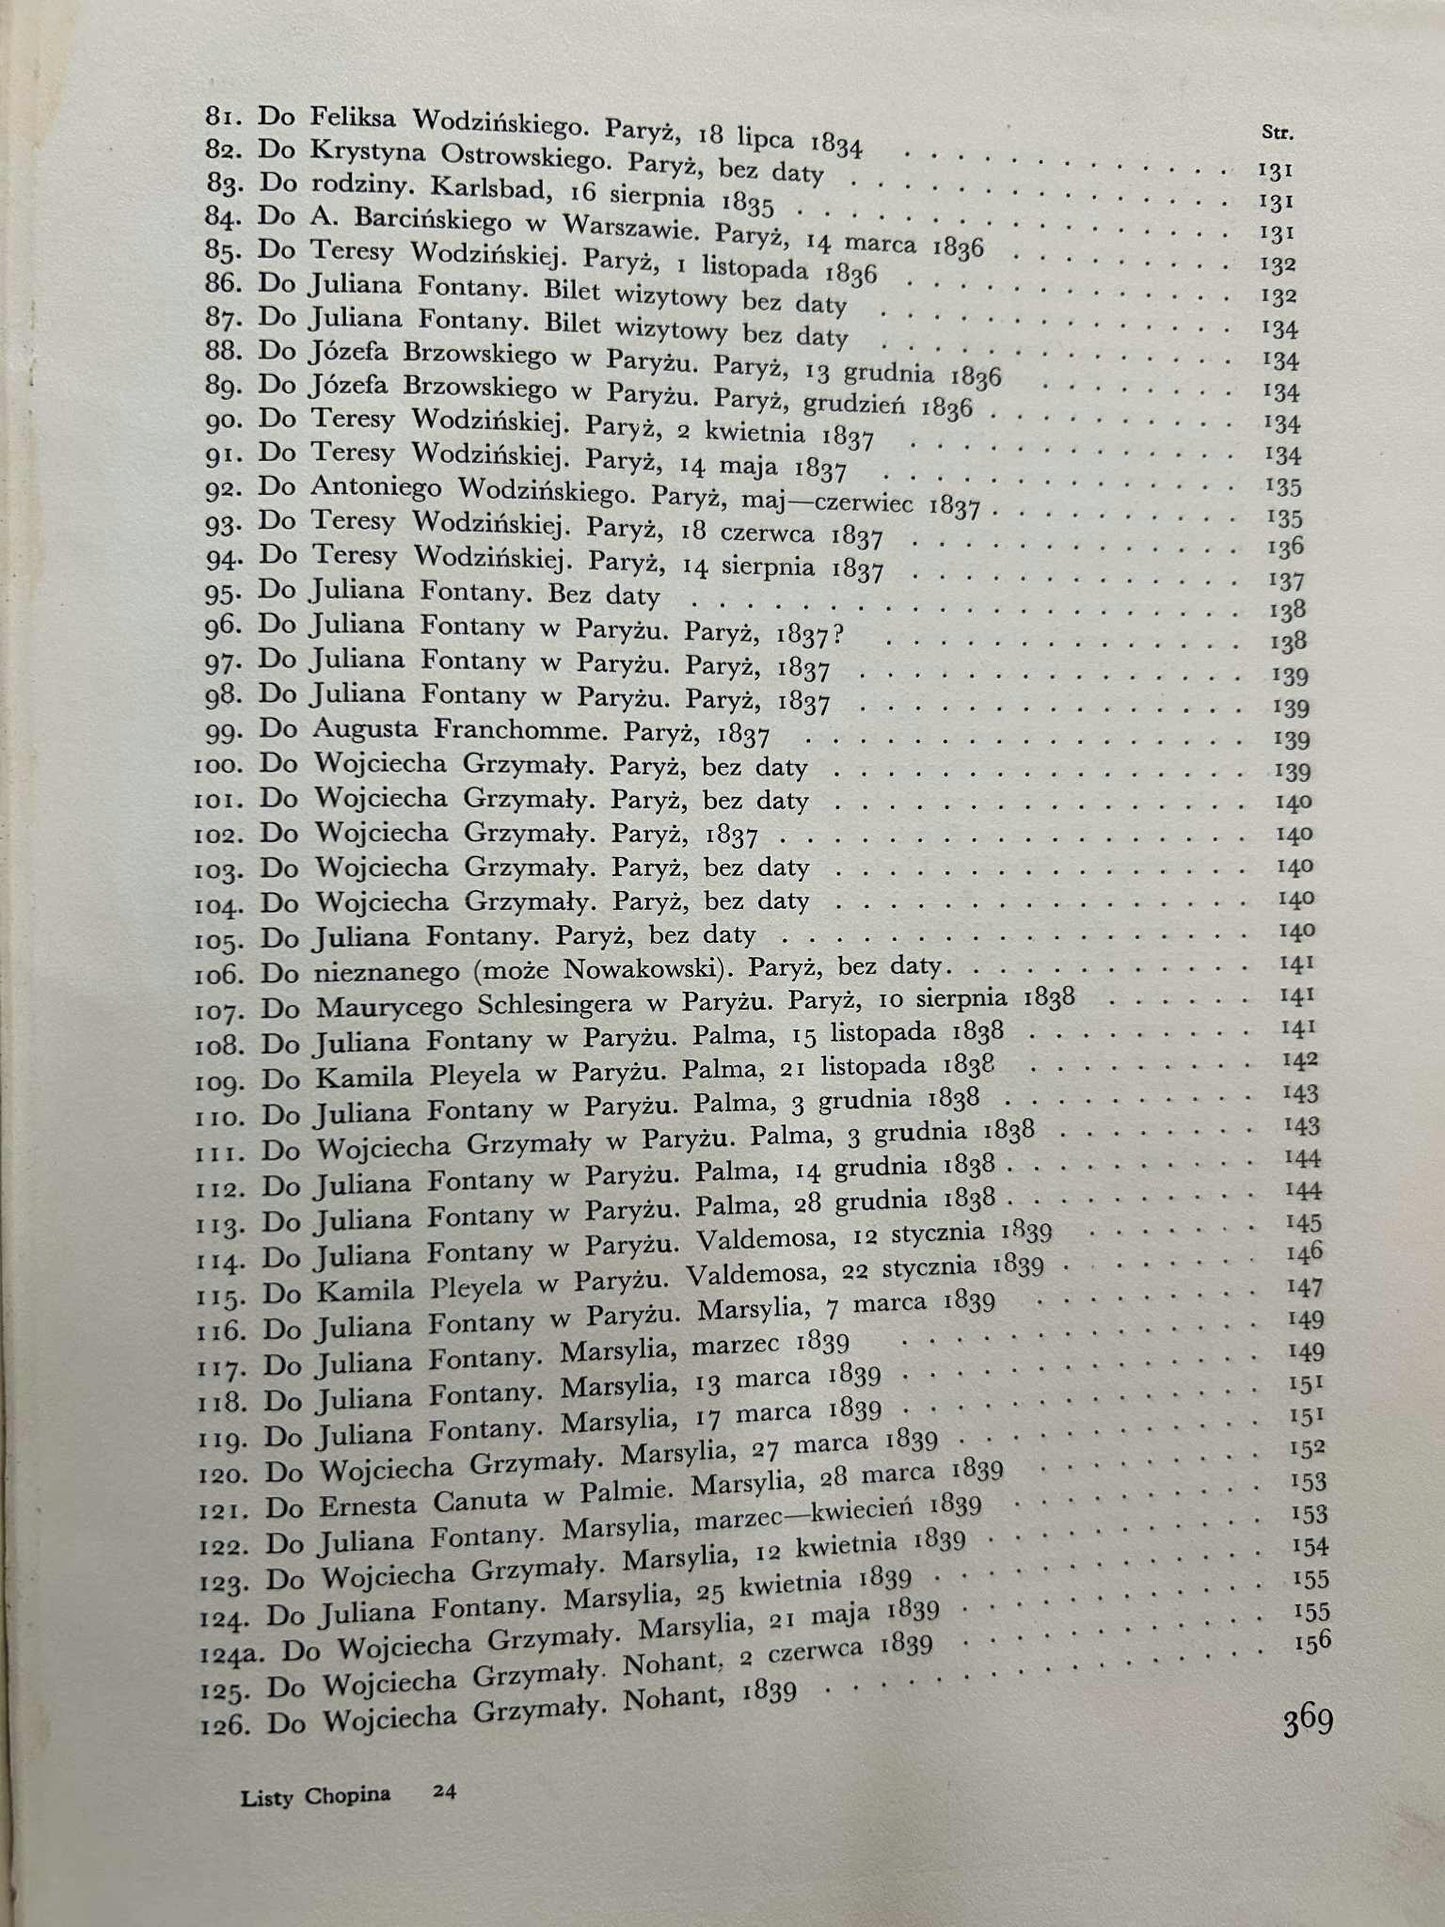 Str.
81. Do Feliksa Wodzińskiego. Paryż, 18 lipca 1834 . . . . . . . . . . . . 131
82. Do Krystyna Ostrowskiego. Paryż, bez daty . . . . . . . . . . . . 131
83. Do rodziny. Karlsbad, 16 sierpnia 1835 . . . . . . . . . . . . 131
84. Do A. Barcińskiego w Warszawie. Paryż, 14 marca 1836 . . . . . . . . . 132
85. Do Teresy Wodzińskiej. Paryż, 1 listopada 1836 . . . . . . . . . . . . 132
86. Do Juliana Fontany. Bilet wizytowy bez daty . . . . . . . . . . . . 134
87. Do Juliana Fontany. Bilet wizytowy bez daty . . . . . . . . . . . . 134
88. Do Józefa Brzowskiego w Paryżu. Paryż, 13 grudnia 1836 . . . . . . . . 134
89. Do Józefa Brzowskiego w Paryżu. Paryż, grudzień 1836 . . . . . . . . . . 134
90. Do Teresy Wodzińskiej. Paryż, 2 kwietnia 1837 . . . . . . . . . . . . 134
91. Do Teresy Wodzińskiej. Paryż, 14 maja 1837 . . . . . . . . . . . . 135
92. Do Antoniego Wodzińskiego. Paryż, maj—czerwiec 1837 . . . . . . . . . . 135
93. Do Teresy Wodzińskiej. Paryż, 18 czerwca 1837 . . . . . . . . . . . . 136
94. Do Teresy Wodzińskiej. Paryż, 14 sierpnia 1837 . . . . . . . . . . . . 137
95. Do Juliana Fontany. Bez daty . . . . . . . . . . . . 138
96. Do Juliana Fontany w Paryżu. Paryż, 1837? . . . . . . . . . . . . 138
97. Do Juliana Fontany w Paryżu. Paryż, 1837 . . . . . . . . . . . . 139
98. Do Juliana Fontany w Paryżu. Paryż, 1837 . . . . . . . . . . . . 139
99. Do Augusta Franchomme. Paryż, 1837 . . . . . . . . . . . . 139
100. Do Wojciecha Grzymały. Paryż, bez daty . . . . . . . . . . . . 139
101. Do Wojciecha Grzymały. Paryż, bez daty . . . . . . . . . . . . 140
102. Do Wojciecha Grzymały. Paryż, 1837 . . . . . . . . . . . . 140
103. Do Wojciecha Grzymały. Paryż, bez daty . . . . . . . . . . . . 140
104. Do Wojciecha Grzymały. Paryż, bez daty . . . . . . . . . . . . 140
105. Do Juliana Fontany. Paryż, bez daty . . . . . . . . . . . . 140
106. Do nieznanego (może Nowakowski). Paryż, bez daty. . . . . . . . . . . . 141
107. Do Maurycego Schlesingera w Paryżu. Paryż, 10 sierpnia 1838 . . . . . . 141
108. Do Juliana Fontany w Paryżu. Palma, 15 listopada 1838 . . . . . . . . . 141
109. Do Kamila Pleyela w Paryżu. Palma, 21 listopada 1838 . . . . . . . . . 142
110. Do Juliana Fontany w Paryżu. Palma, 3 grudnia 1838 . . . . . . . . . . 143
111. Do Wojciecha Grzymały w Paryżu. Palma, 3 grudnia 1838 . . . . . . . . 143
112. Do Juliana Fontany w Paryżu. Palma, 14 grudnia 1838 . . . . . . . . . . 144
113. Do Juliana Fontany w Paryżu. Palma, 28 grudnia 1838 . . . . . . . . . . 144
114. Do Juliana Fontany w Paryżu. Valdemosa, 12 stycznia 1839 . . . . . . . 145
115. Do Kamila Pleyela w Paryżu. Valdemosa, 22 stycznia 1839 . . . . . . . . 146
116. Do Juliana Fontany w Paryżu. Marsylia, 7 marca 1839 . . . . . . . . . 147
117. Do Juliana Fontany. Marsylia, marzec 1839 . . . . . . . . . . . . 149
118. Do Juliana Fontany. Marsylia, 13 marca 1839 . . . . . . . . . . . . 149
119. Do Juliana Fontany. Marsylia, 17 marca 1839 . . . . . . . . . . . . 151
120. Do Wojciecha Grzymały. Marsylia, 27 marca 1839 . . . . . . . . . . . . 151
121. Do Ernesta Canuta w Palmie. Marsylia, 28 marca 1839 . . . . . . . . . 152
122. Do Juliana Fontany. Marsylia, marzec—kwiecień 1839 . . . . . . . . . . 153
123. Do Wojciecha Grzymały. Marsylia, 12 kwietnia 1839 . . . . . . . . . . . 153
124. Do Juliana Fontany. Marsylia, 25 kwietnia 1839 . . . . . . . . . . . . 154
124a. Do Wojciecha Grzymały. Marsylia, 21 maja 1839 . . . . . . . . . . . . 155
125. Do Wojciecha Grzymały. Nohant, 2 czerwca 1839 . . . . . . . . . . . . 155
126. Do Wojciecha Grzymały. Nohant, 1839 . . . . . . . . . . . . 156
369
Listy Chopina 24